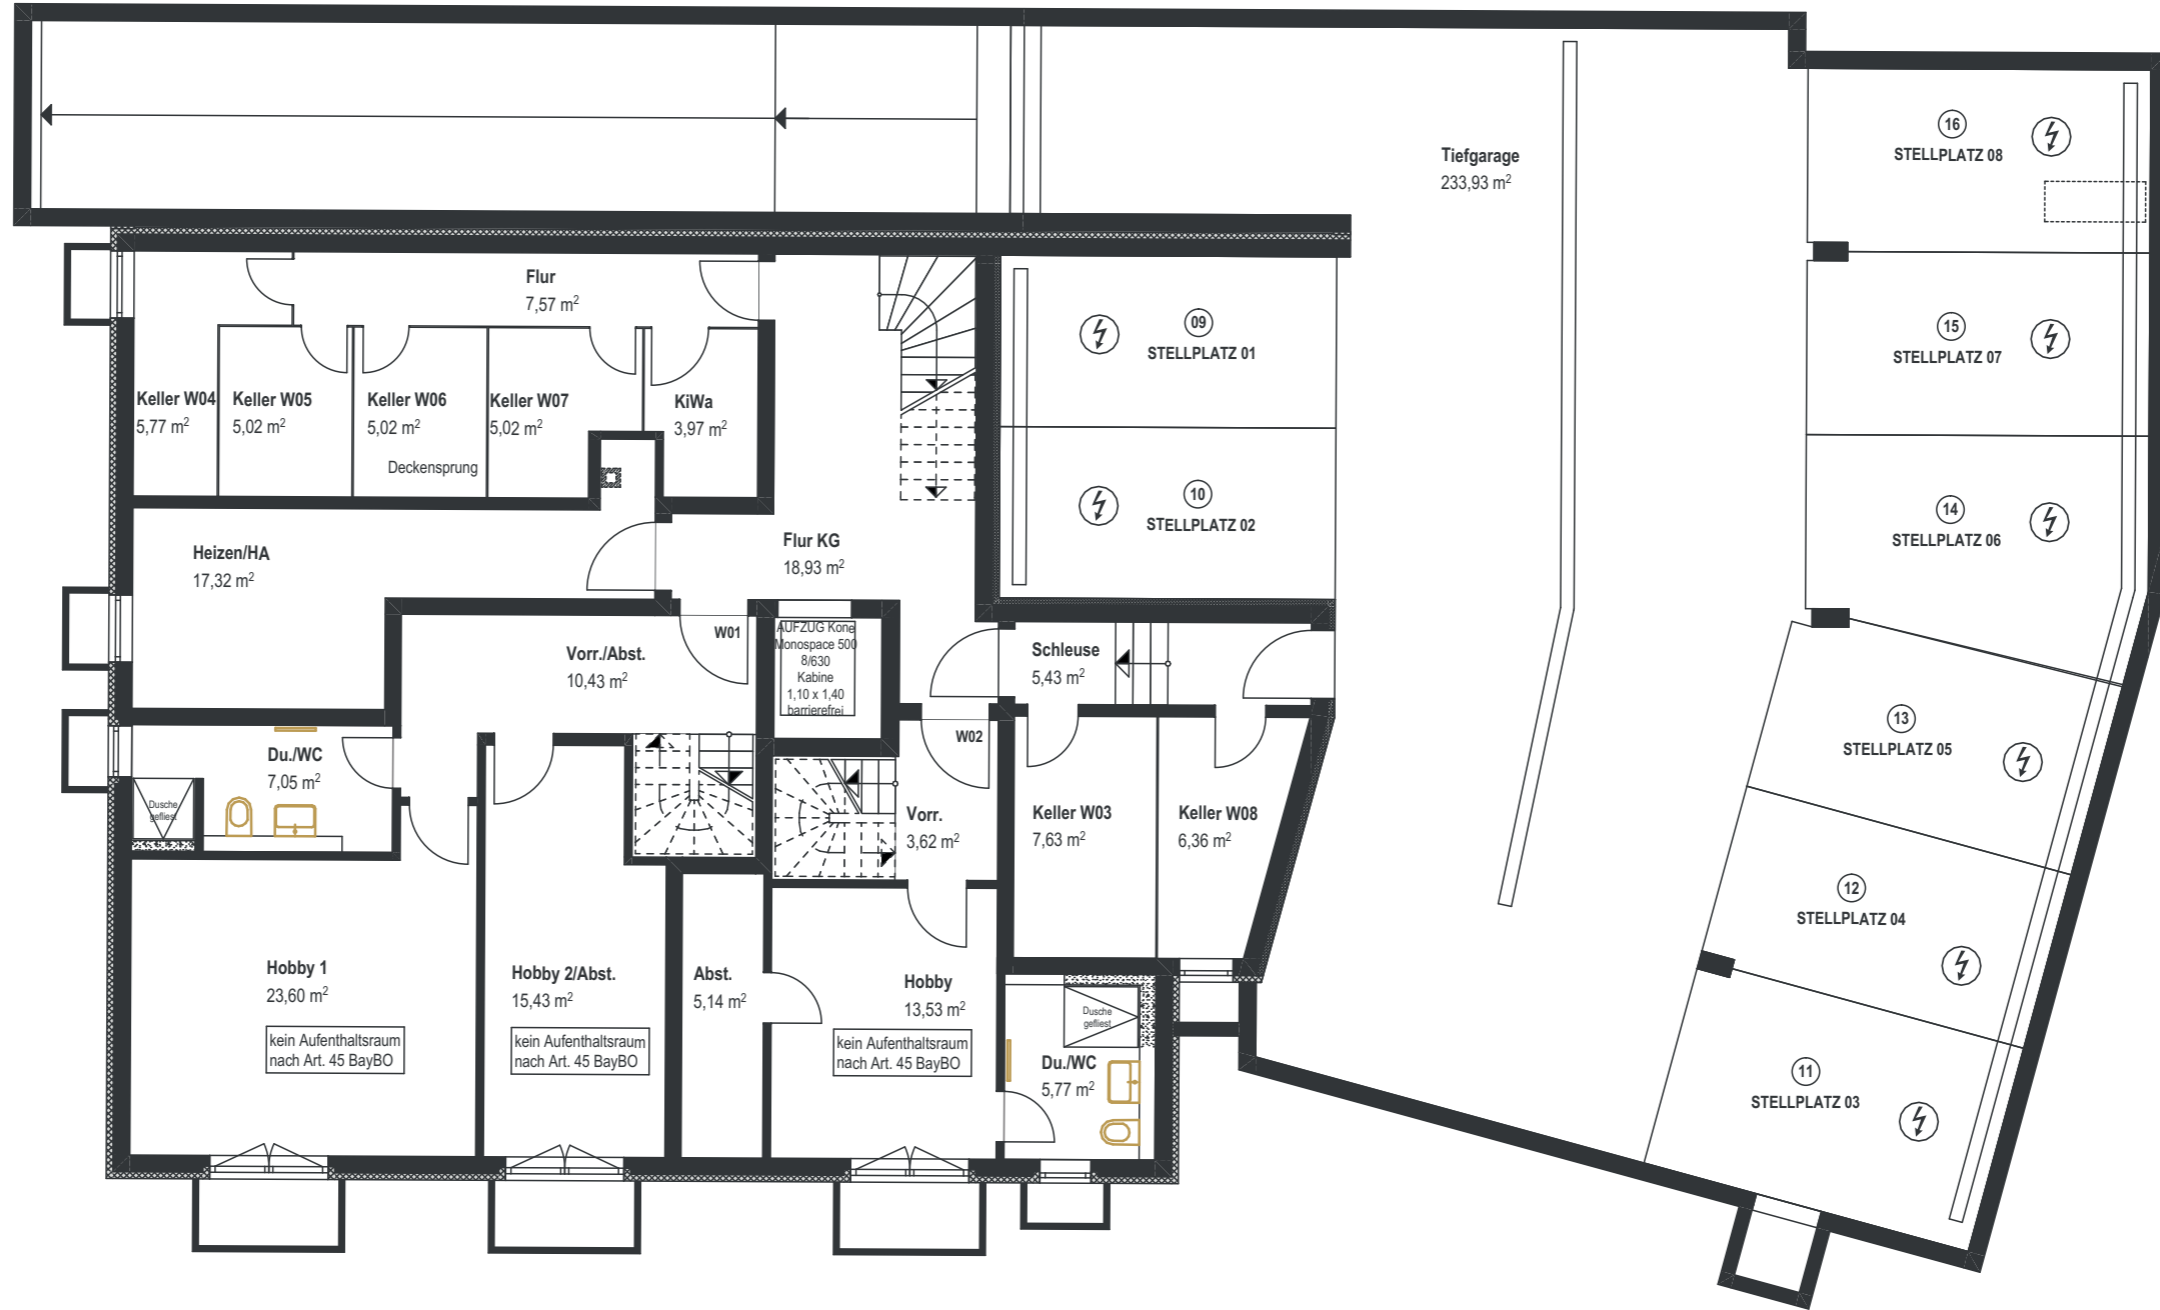 Tiefgarage
233,93 m²
16
STELLPLATZ 08
Flur
7,57 m²
09
STELLPLATZ 01
15
STELLPLATZ 07
Keller W04
5,77 m²
Keller W05
5,02 m²
Keller W06
5,02 m²
Keller W07
5,02 m²
KiWa
3,97 m²
Deckensprung
10
STELLPLATZ 02
14
STELLPLATZ 06
Heizen/HA
17,32 m²
Flur KG
18,93 m²
W01
Vorr./Abst.
10,43 m²
AUFZUG Kone
Monospace 500
8/630
Kabine
1,10 x 1,40
barrierefrei
Schleuse
5,43 m²
13
STELLPLATZ 05
W02
Du./WC
7,05 m²
Dusche
gefliest
Vorr.
3,62 m²
Keller W03
7,63 m²
Keller W08
6,36 m²
12
STELLPLATZ 04
Hobby 1
23,60 m²
kein Aufenthaltsraum
nach Art. 45 BayBO
Hobby 2/Abst.
15,43 m²
kein Aufenthaltsraum
nach Art. 45 BayBO
Abst.
5,14 m²
Hobby
13,53 m²
kein Aufenthaltsraum
nach Art. 45 BayBO
Dusche
gefliest
Du./WC
5,77 m²
11
STELLPLATZ 03